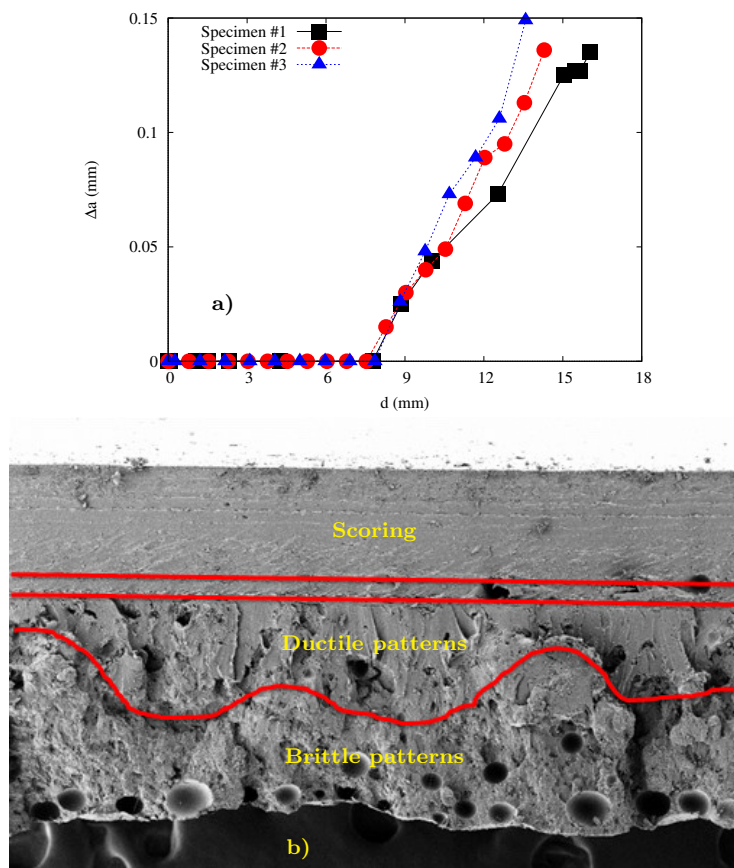 0.15
Specimen #1
Specimen #2
Specimen #3
0.1
Δa (mm)
0.05
a)
0
0 3 6 9 12 15 18
d (mm)
Scoring
Ductile patterns
Brittle patterns
b)